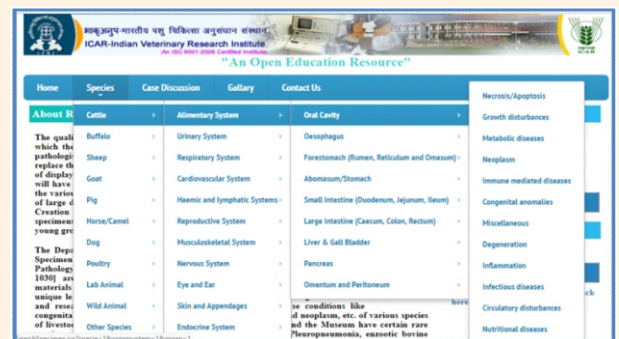 भाकृअनुप-भारतीय पशु चिकित्सा अनुसंधान संस्थान
ICAR-Indian Veterinary Research Institute
An ISO 9001:2008 Certified Institute
"An Open Education Resource"
Home Species Case Discussion Gallary Contact Us
About R
Cattle
Buffalo
Sheep
Goat
Pig
Horse/Camel
Dog
Poultry
Lab Animal
Wild Animal
Other Species
Alimentary System
Urinary System
Respiratory System
Cardiovascular System
Haemic and lymphatic Systems
Reproductive System
Musculoskeletal System
Nervous System
Eye and Ear
Skin and Appendages
Endocrine System
Oral Cavity
Oesophagus
Forestomach (Rumen, Reticulum and Omasum)
Abomasum/Stomach
Small Intestine (Duodenum, Jejunum, Ileum)
Large Intestine (Caecum, Colon, Rectum)
Liver & Gall Bladder
Pancreas
Omentum and Peritoneum
Necrosis/Apoptosis
Growth disturbances
Metabolic diseases
Neoplasm
Immune mediated diseases
Congenital anomalies
Miscellaneous
Degeneration
Inflammation
Infectious diseases
Circulatory disturbances
Nutritional diseases
The quali
which the
pathologis
replace th
of display
will have
the variou
of large d
Creation
specimens
young gro
The Depa
Specimen
Pathology
1030] are
materials
unique le
and resea
congenita
of livesto
se conditions like
d neoplasm, etc. of various species
nd the Museum have certain rare
Pleuropneumonia, enzootic bovine
ck
here